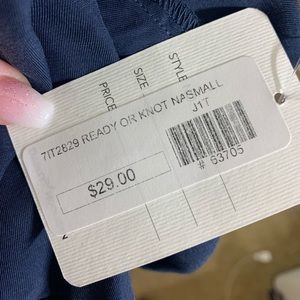 STYLE
SIZE
PRICE
7IT2829 READY OR KNOT NASMALL
J1T
$29.00
# 63705